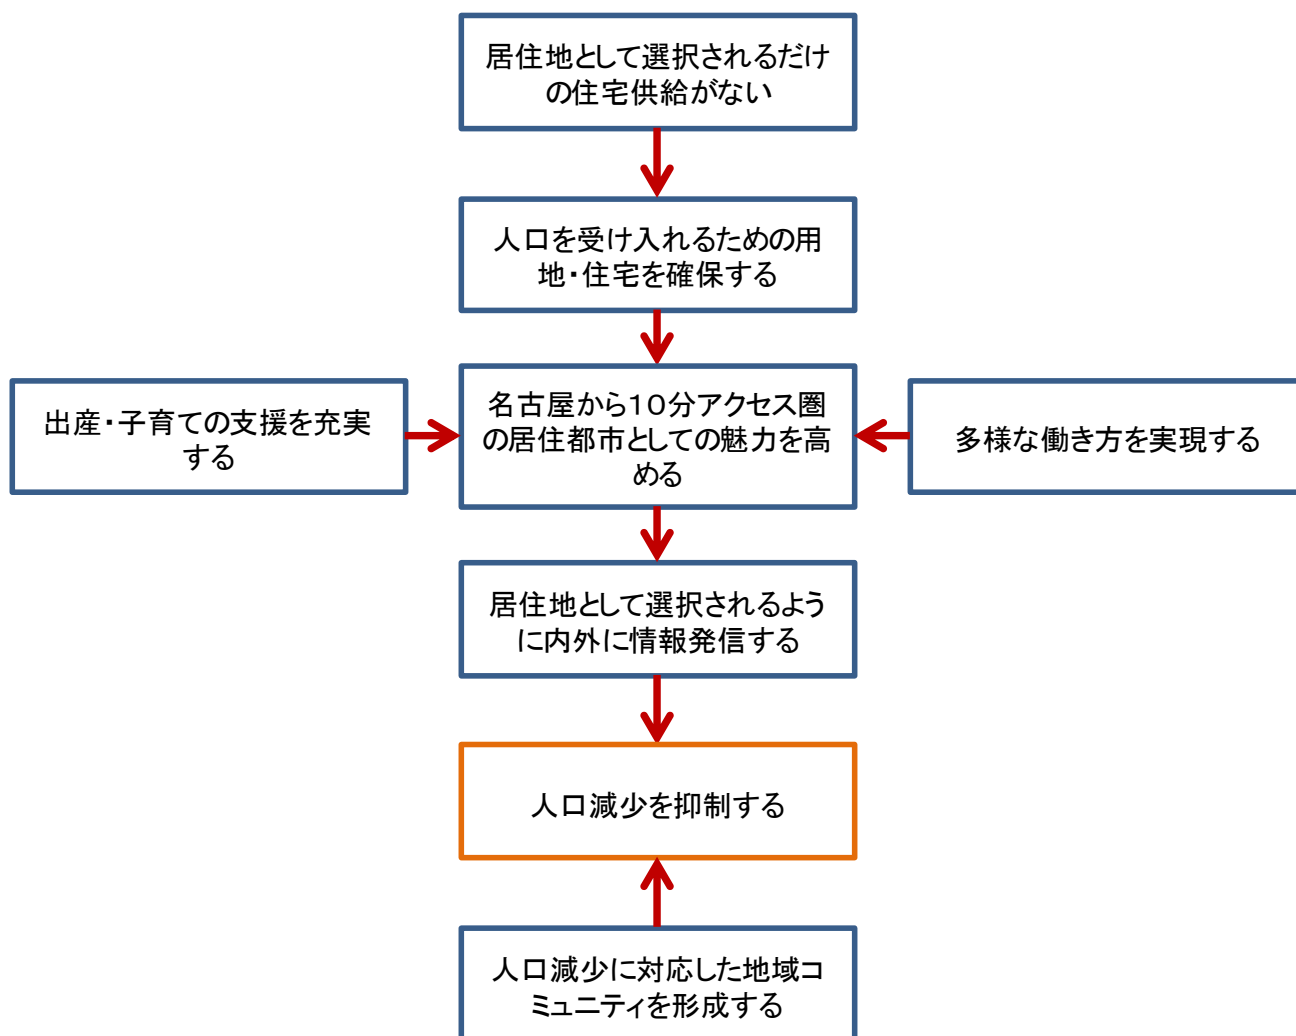 居住地として選択されるだけ
の住宅供給がない
人口を受け入れるための用
地・住宅を確保する
出産・子育ての支援を充実
する
名古屋から１０分アクセス圏
の居住都市としての魅力を高
める
多様な働き方を実現する
居住地として選択されるよう
に内外に情報発信する
人口減少を抑制する
人口減少に対応した地域コ
ミュニティを形成する